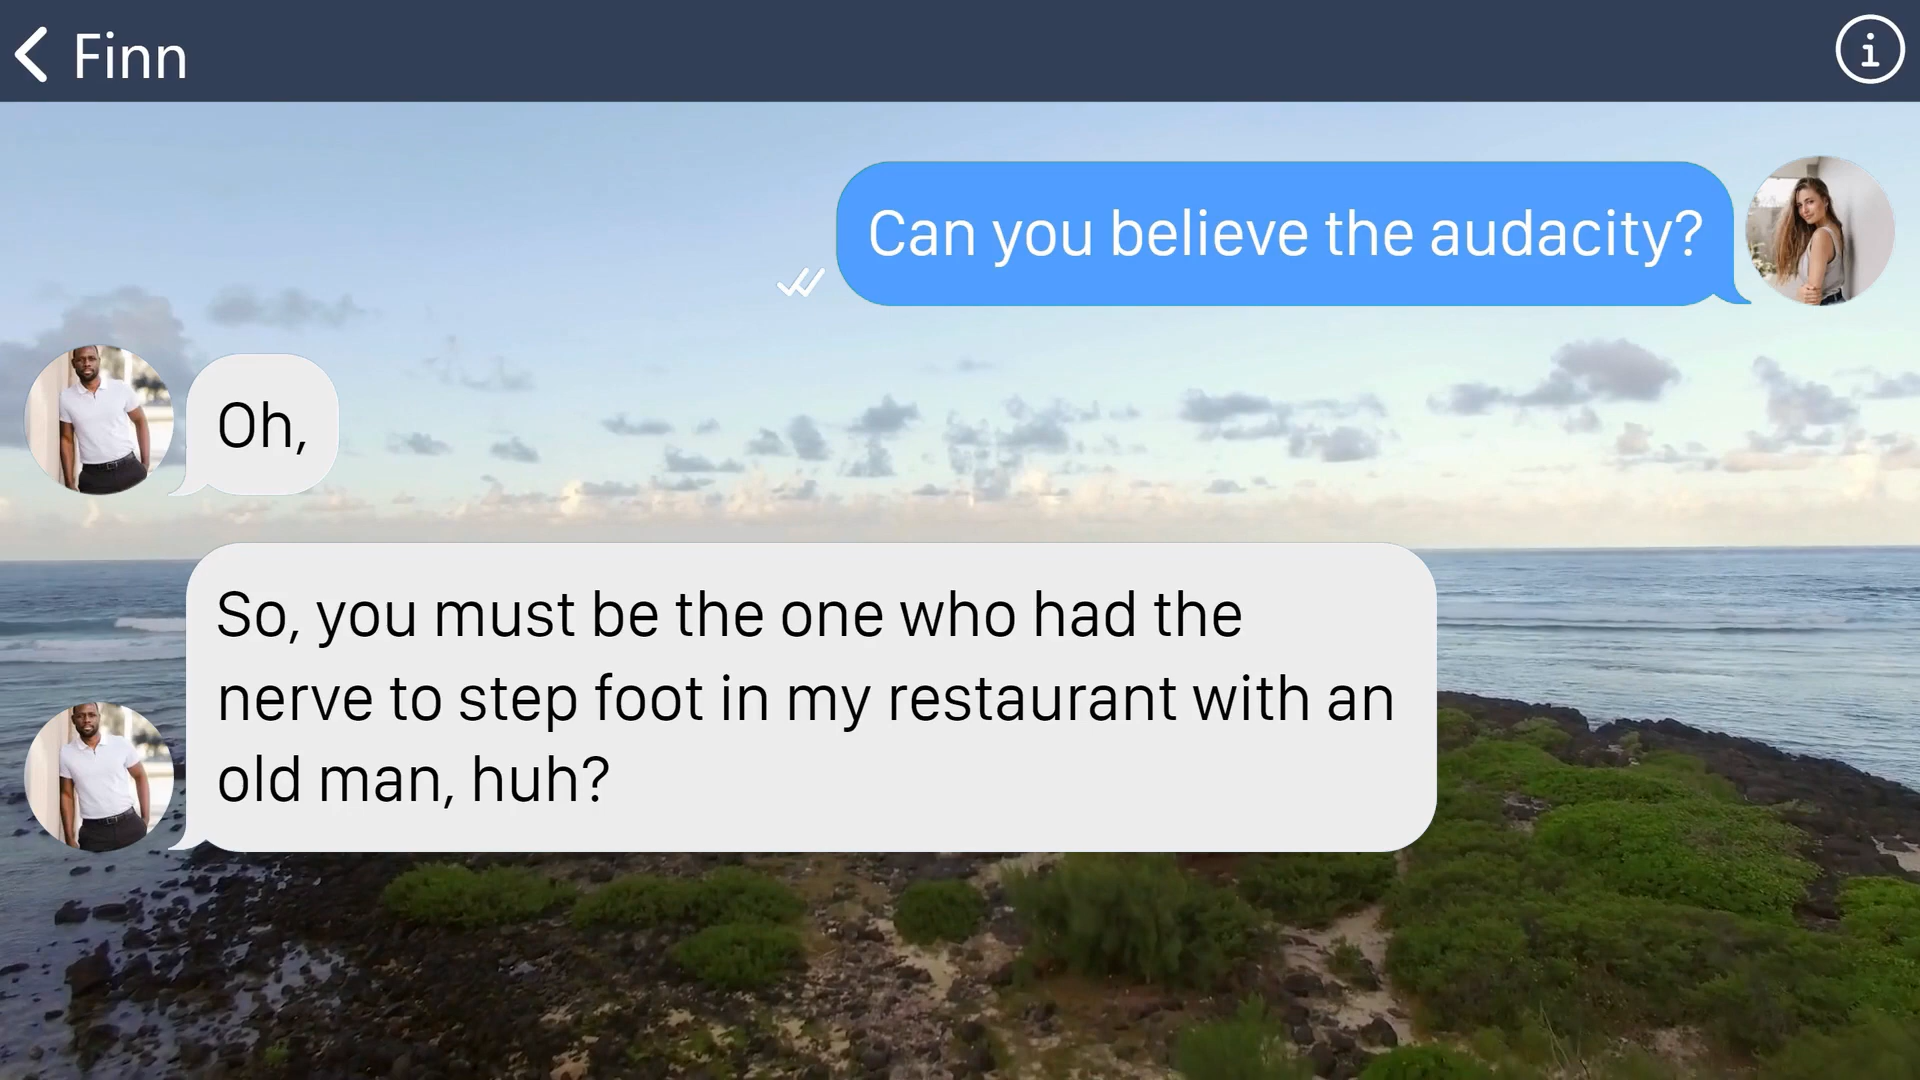 Finn
Can you believe the audacity?
Oh,
So, you must be the one who had the
nerve to step foot in my restaurant with an
old man, huh?